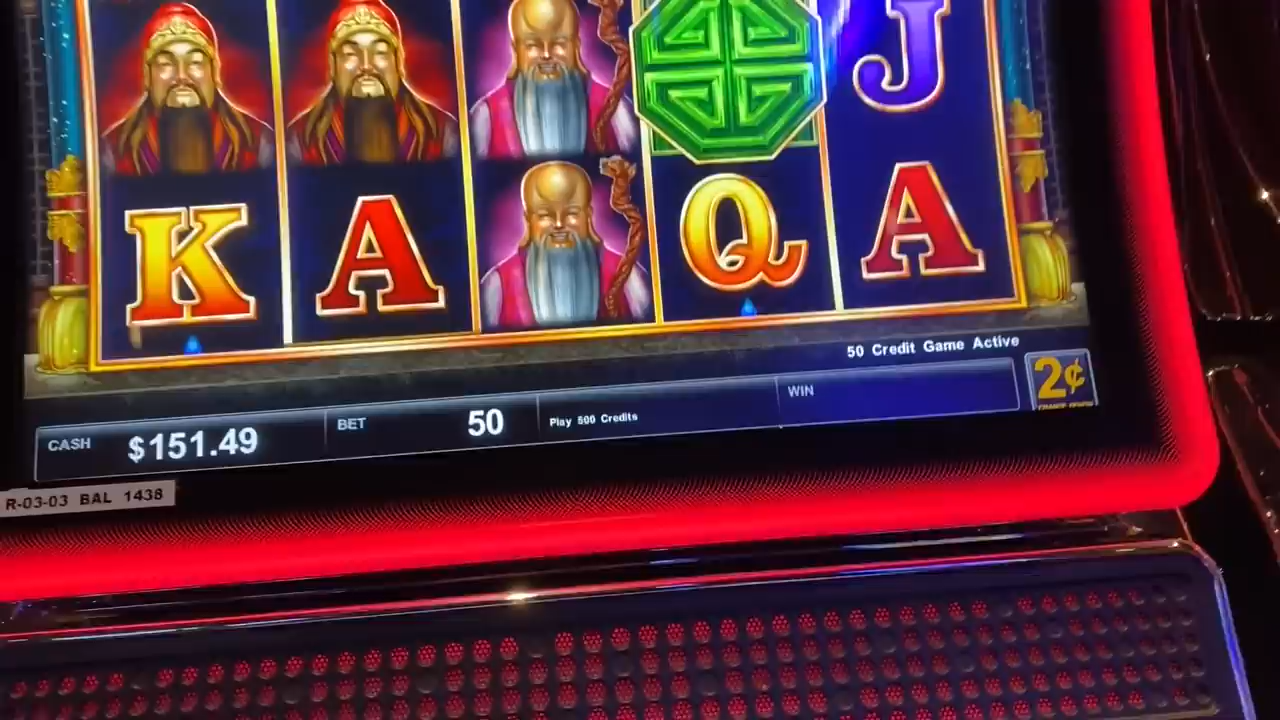 J
K A Q A
50 Credit Game Active
2¢
CASH $151.49 BET 50 Play 500 Credits WIN
R-03-03 BAL 1438